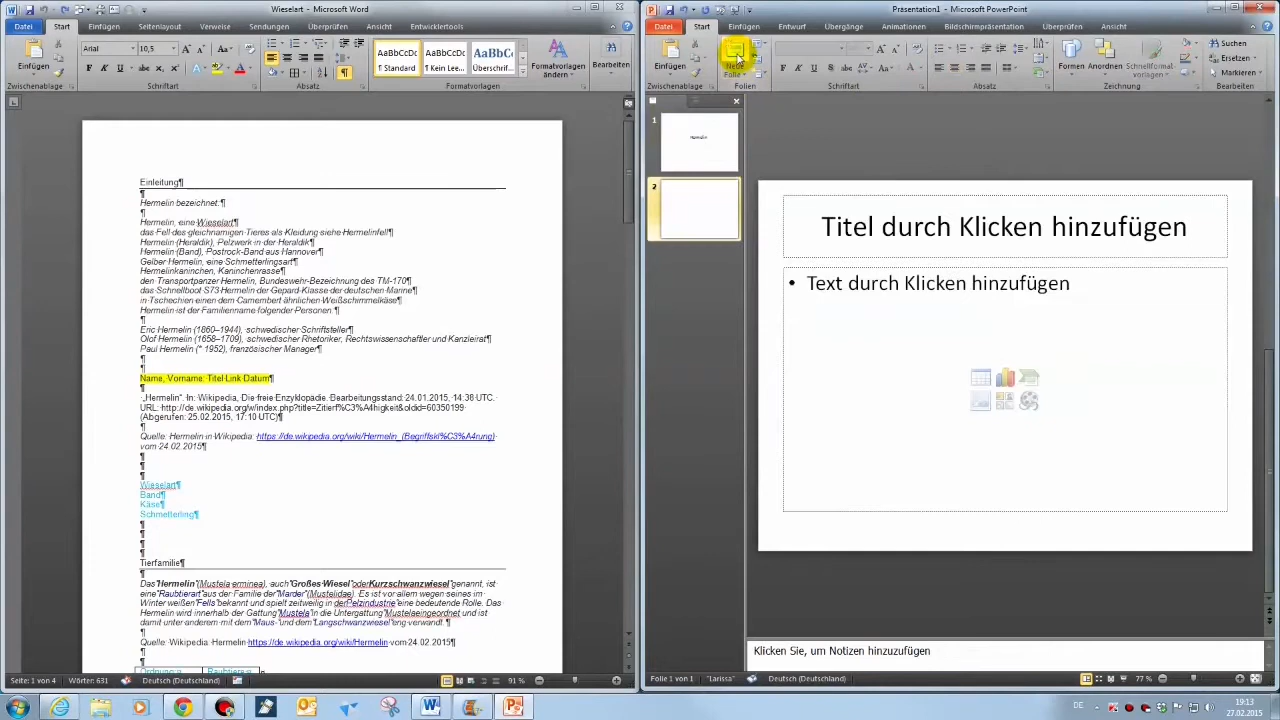 Wieselart - Microsoft Word
Datei Start Einfügen Seitenlayout Verweise Sendungen Überprüfen Ansicht Entwicklertools
Einfügen
Arial 10,5
AaBbCcDc AaBbCcDc AaBbC
¶ Standard ¶ Kein Lee... Überschrif...
Formatvorlagen ändern
Bearbeiten
Zwischenablage Schriftart Absatz Formatvorlagen
Einleitung¶
¶
Hermelin bezeichnet:¶
¶
Hermelin, eine Wieselart¶
das Fell des gleichnamigen Tieres als Kleidung siehe Hermelinfell¶
Hermelin (Heraldik), Pelzwerk in der Heraldik¶
Hermelin (Band), Postrock-Band aus Hannover¶
Gelber Hermelin, eine Schmetterlingsart¶
Hermelinkaninchen, Kaninchenrasse¶
den Transportpanzer Hermelin, Bundeswehr-Bezeichnung des TM-170¶
das Schnellboot S73 Hermelin der Gepard-Klasse der deutschen Marine¶
in Tschechien einen dem Camembert ähnlichen Weißschimmelkäse¶
Hermelin ist der Familienname folgender Personen:¶
¶
Eric Hermelin (1860–1944), schwedischer Schriftsteller¶
Olof Hermelin (1658–1709), schwedischer Rhetoriker, Rechtswissenschaftler und Kanzleirat¶
Paul Hermelin (* 1952), französischer Manager¶
¶
¶
Name, Vorname: Titel Link Datum¶
¶
„Hermelin“. In: Wikipedia, Die freie Enzyklopädie. Bearbeitungsstand: 24.01.2015, 14:38 UTC.
URL: http://de.wikipedia.org/w/index.php?title=Zitierf%C3%A4higkeit&oldid=60350199
(Abgerufen: 25.02.2015, 17:10 UTC)¶
¶
Quelle: Hermelin in Wikipedia: https://de.wikipedia.org/wiki/Hermelin_(Begriffskl%C3%A4rung)
vom 24.02.2015¶
¶
¶
¶
Wieselart¶
Band¶
Käse¶
Schmetterling¶
¶
¶
¶
¶
Tierfamilie¶
¶
Das Hermelin (Mustela erminea), auch Großes Wiesel oder Kurzschwanzwiesel genannt, ist
eine Raubtierart aus der Familie der Marder (Mustelidae). Es ist vor allem wegen seines im
Winter weißen Fells bekannt und spielt zeitweilig in der Pelzindustrie eine bedeutende Rolle. Das
Hermelin wird innerhalb der Gattung Mustela in die Untergattung Mustela eingeordnet und ist
damit unter anderem mit dem Maus- und dem Langschwanzwiesel eng verwandt.¶
¶
Quelle: Wikipedia: Hermelin https://de.wikipedia.org/wiki/Hermelin vom 24.02.2015¶
¶
¶
Ordnung: Raubtiere
Seite: 1 von 4 Wörter: 631 Deutsch (Deutschland) 91 %
Präsentation1 - Microsoft PowerPoint
Datei Start Einfügen Entwurf Übergänge Animationen Bildschirmpräsentation Überprüfen Ansicht
Einfügen
Neue Folie
F K U S abc AV Aa A
Formen Anordnen Schnellformatvorlagen
Suchen
Ersetzen
Markieren
Zwischenablage Folien Schriftart Absatz Zeichnung Bearbeiten
1
Hermelin
2
Titel durch Klicken hinzufügen
• Text durch Klicken hinzufügen
Klicken Sie, um Notizen hinzuzufügen
Folie 1 von 1 "Larissa" Deutsch (Deutschland) 77 %
DE
19:13
27.02.2015